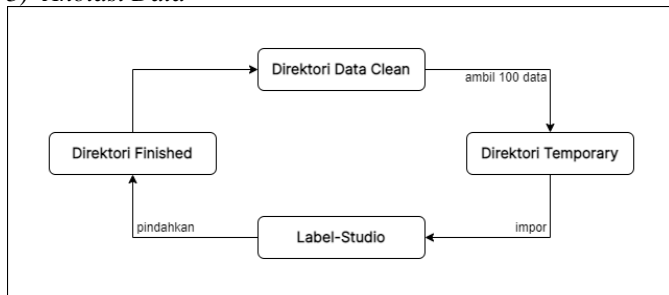 3) Anotasi Data
Direktori Data Clean
ambil 100 data
Direktori Finished
Direktori Temporary
pindahkan
Label-Studio
impor